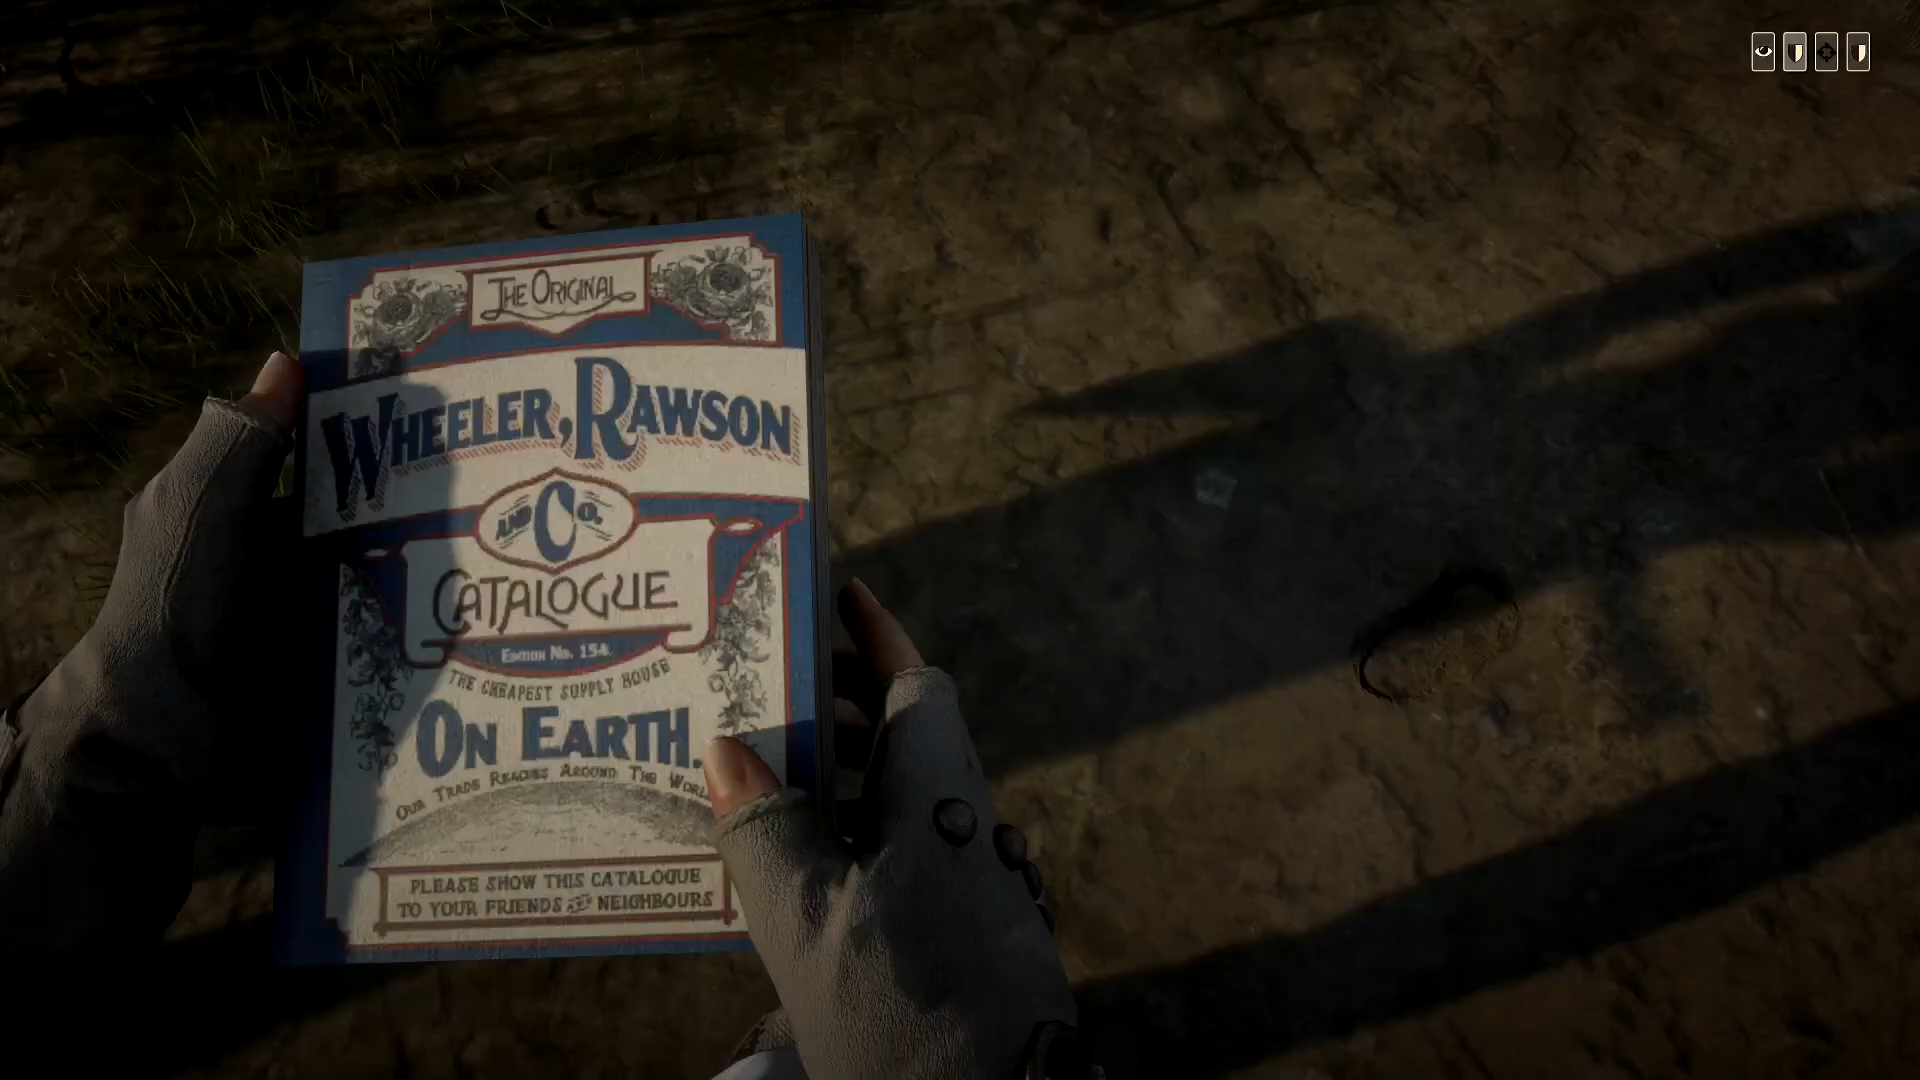 The Original
Wheeler, Rawson
and Co.
Catalogue
Edition No. 154.
The Cheapest Supply House
On Earth.
Our Trade Reaches Around The
Please show this catalogue
to your friends and neighbours